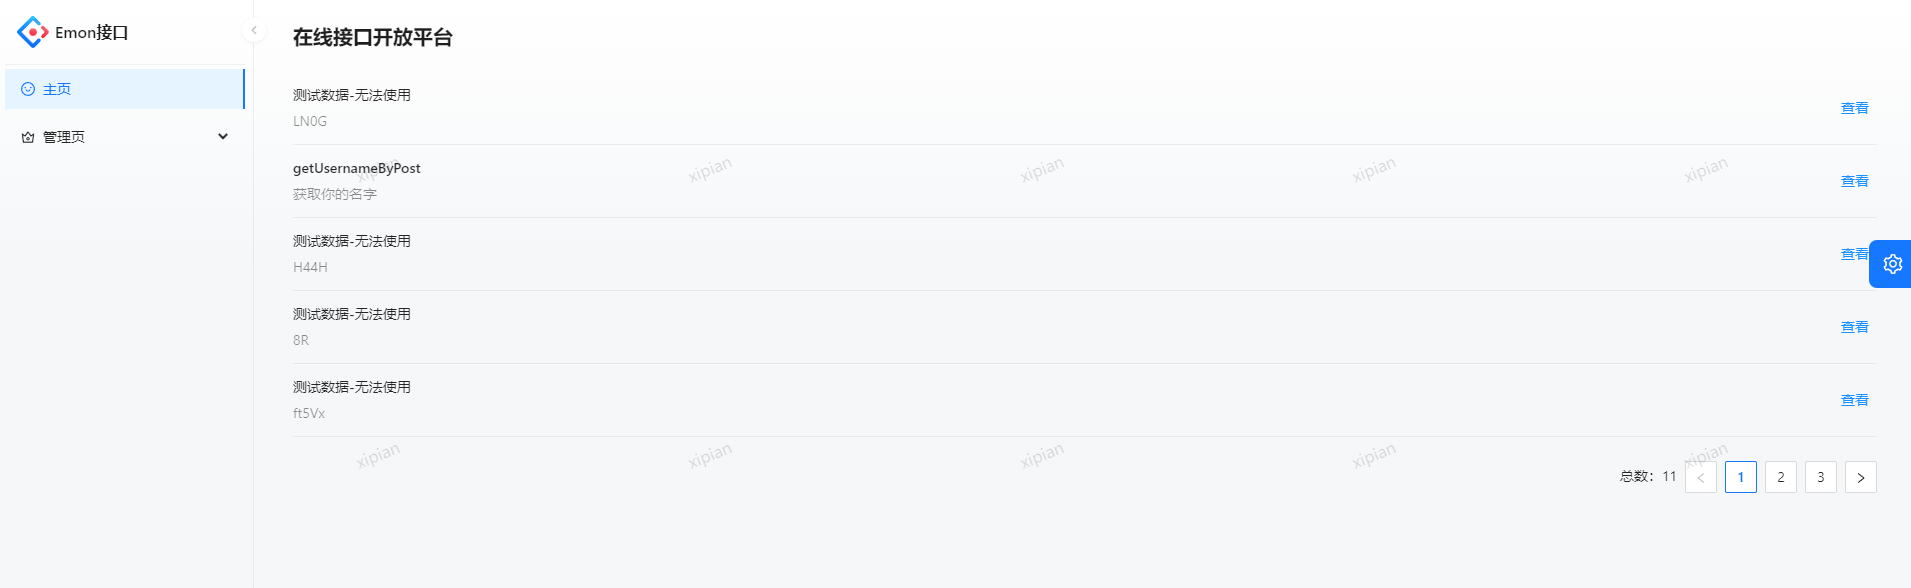 Emon接口
主页
管理页
在线接口开放平台
测试数据-无法使用
LN0G
查看
getUsernameByPost
获取你的名字
查看
xipian xipian xipian xipian xipian
测试数据-无法使用
H44H
查看
测试数据-无法使用
8R
查看
测试数据-无法使用
ft5Vx
查看
xipian xipian xipian xipian xipian
总数：11 < 1 2 3 >